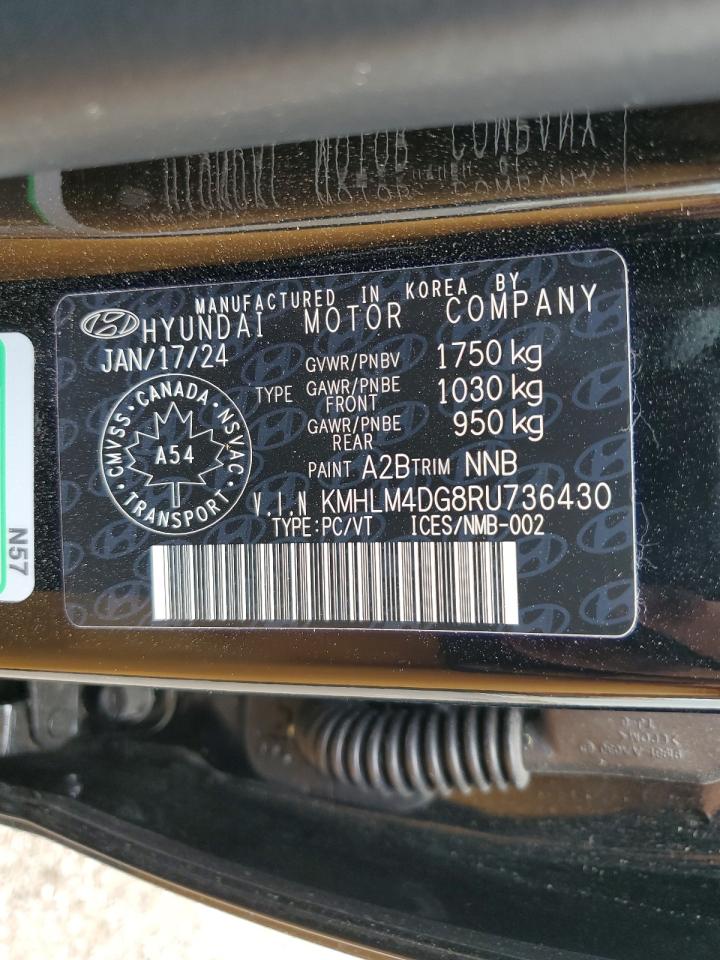 MANUFACTURED IN KOREA BY
HYUNDAI MOTOR COMPANY
JAN/17/24
GVWR/PNBV 1750 kg
TYPE GAWR/PNBE FRONT 1030 kg
GAWR/PNBE REAR 950 kg
CMVSS • CANADA • NSVAC • TRANSPORT
A54
PAINT A2B TRIM NNB
V.I.N KMHLM4DG8RU736430
TYPE:PC/VT ICES/NMB-002
N57